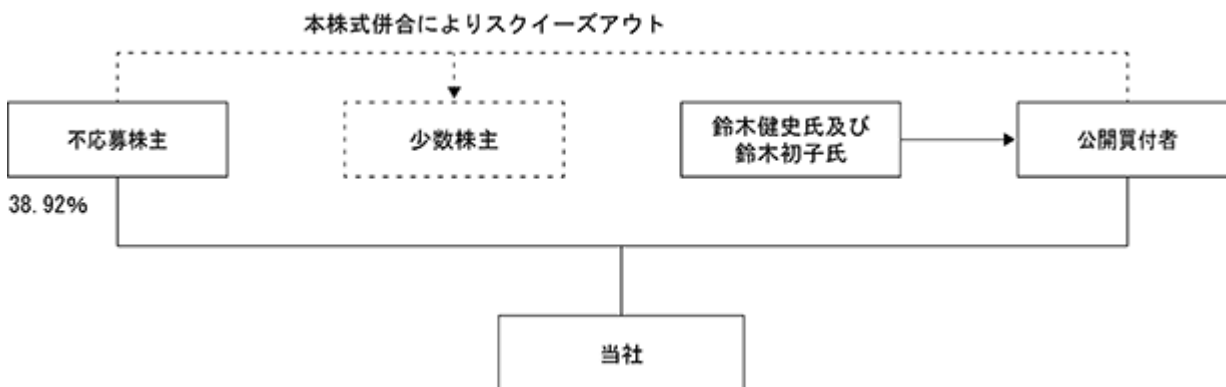 本株式併合によりスクイーズアウト
不応募株主
少数株主
鈴木健史氏及び
鈴木初子氏
公開買付者
38.92%
当社